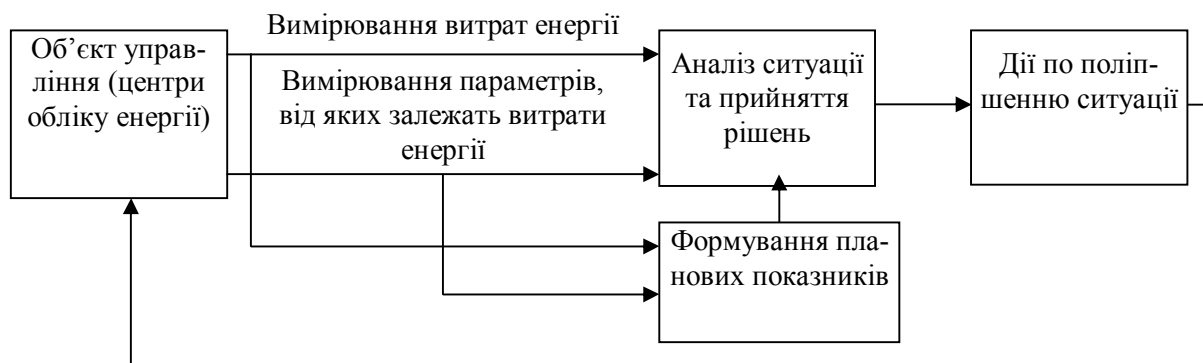 Об’єкт управ-
ління (центри
обліку енергії)
Вимірювання витрат енергії
Вимірювання параметрів,
від яких залежать витрати
енергії
Аналіз ситуації
та прийняття
рішень
Дії по поліп-
шенню ситуації
Формування пла-
нових показників